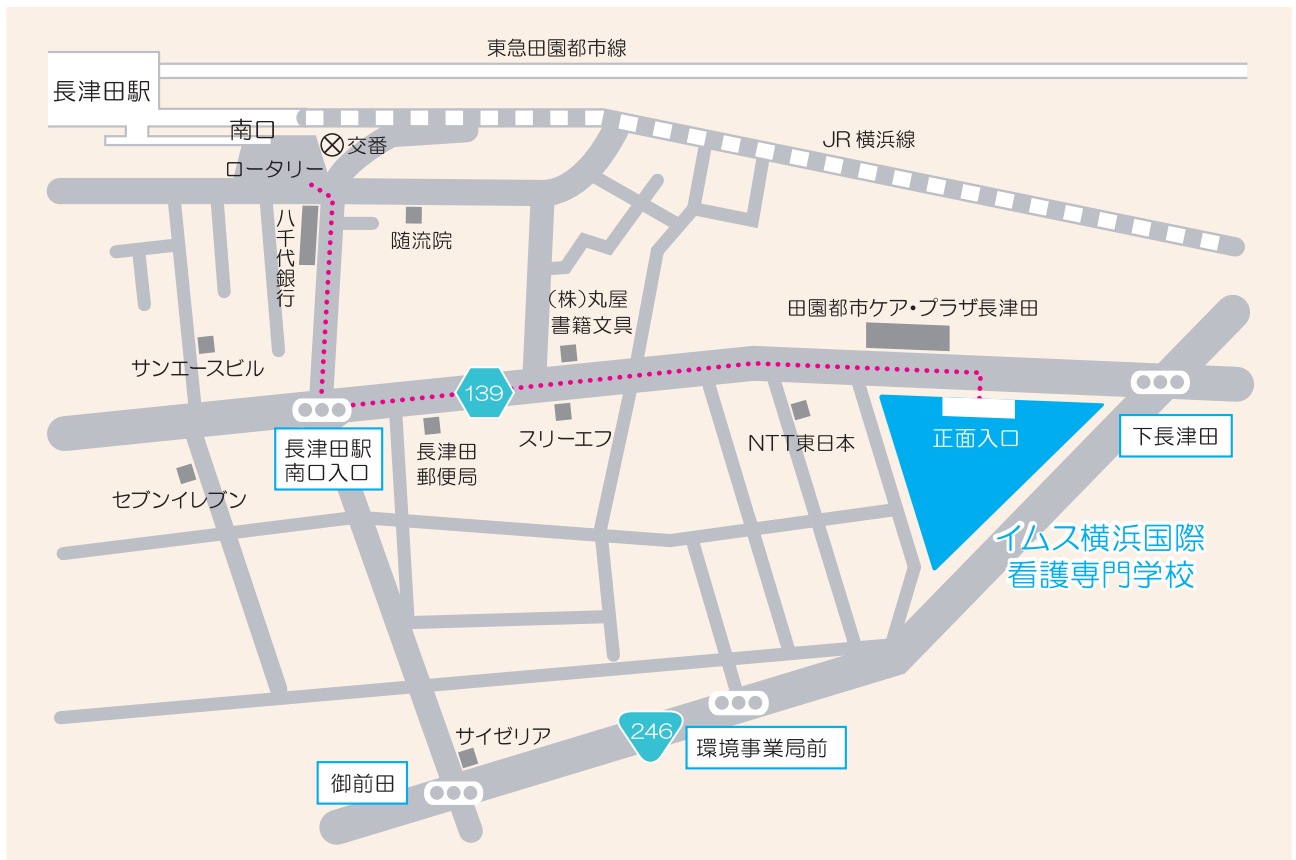 東急田園都市線
長津田駅
南口
交番
JR 横浜線
ロータリー
八千代銀行
随流院
(株)丸屋
書籍文具
田園都市ケア・プラザ長津田
サンエースビル
139
長津田駅
南口入口
長津田
郵便局
スリーエフ
NTT東日本
正面入口
下長津田
セブンイレブン
イムス横浜国際
看護専門学校
サイゼリア
246
環境事業局前
御前田